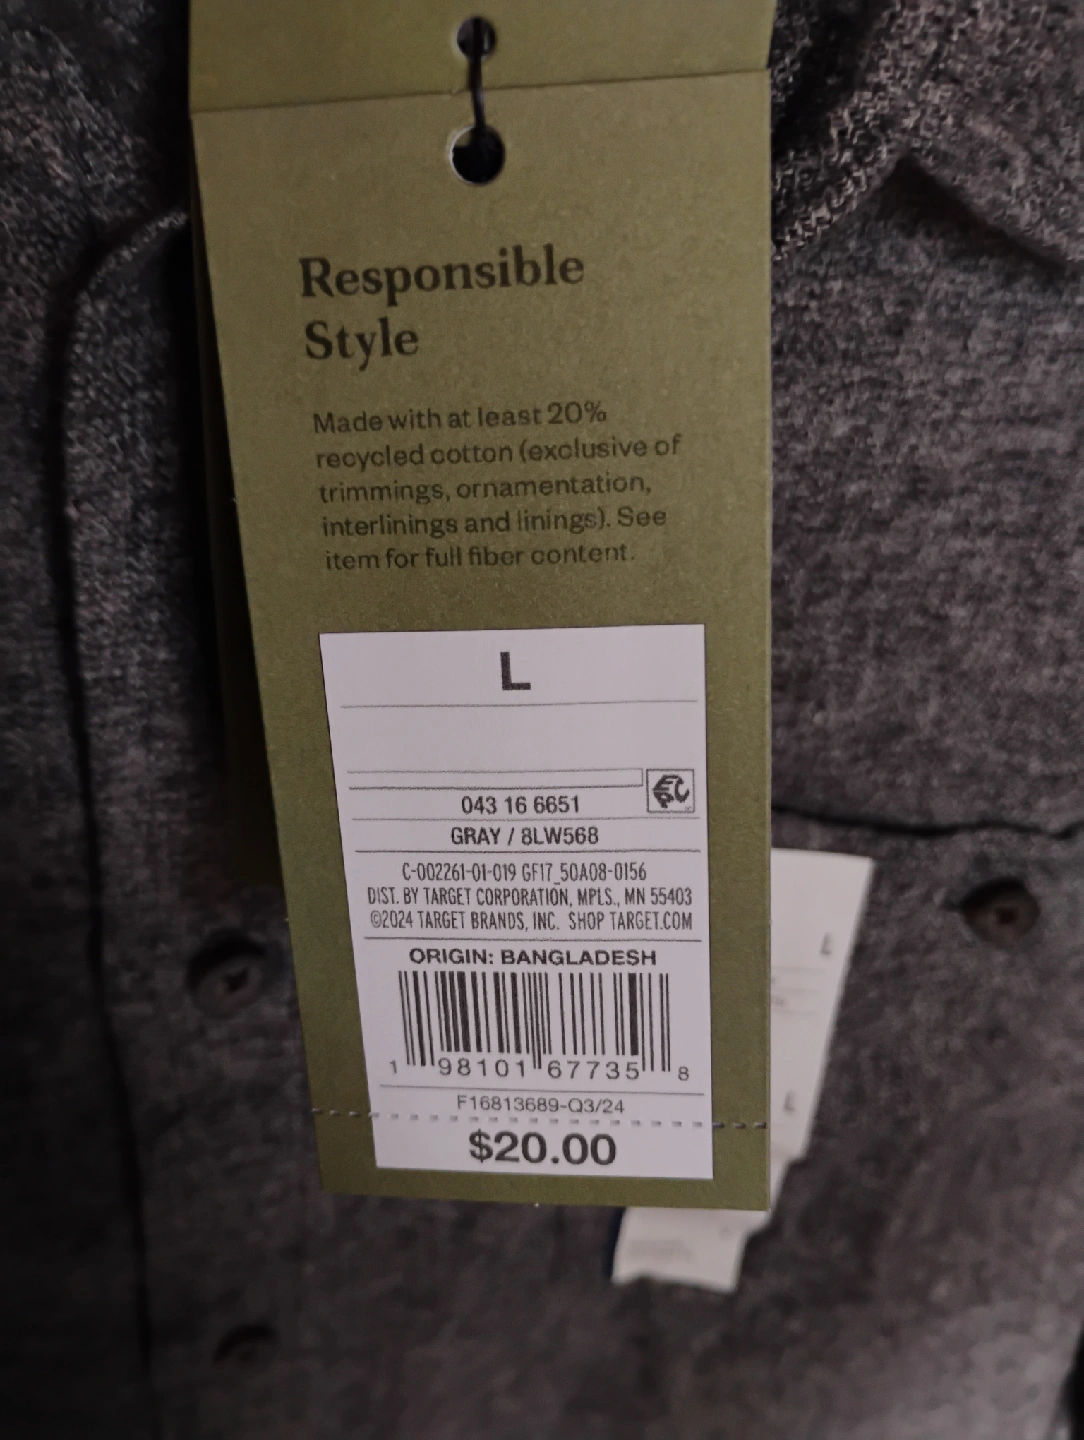 Responsible
Style
Made with at least 20%
recycled cotton (exclusive of
trimmings, ornamentation,
interlinings and linings). See
item for full fiber content.
L
043 16 6651
GRAY / 8LW568
C-002261-01-019 GF17_50A08-0156
DIST. BY TARGET CORPORATION, MPLS., MN 55403
©2024 TARGET BRANDS, INC. SHOP TARGET.COM
ORIGIN: BANGLADESH
1 98101 67735 8
F16813689-Q3/24
$20.00
L
L